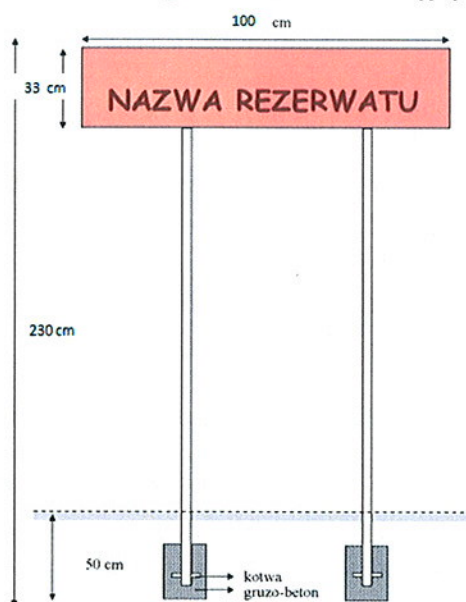 100 cm
33 cm
NAZWA REZERWATU
230 cm
50 cm
kotwa
gruzo-beton